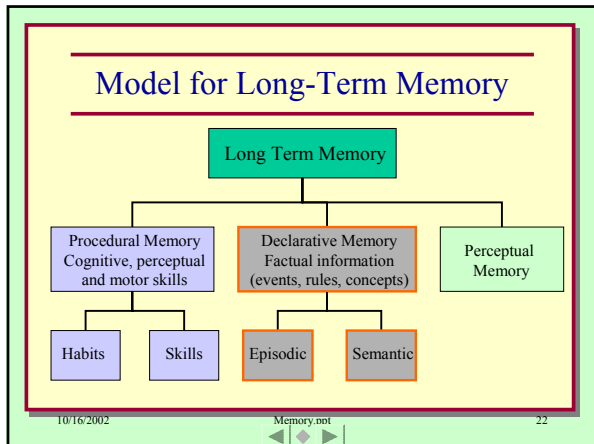 Model for Long-Term Memory
Long Term Memory
Procedural Memory
Cognitive, perceptual
and motor skills
Declarative Memory
Factual information
(events, rules, concepts)
Perceptual
Memory
Habits
Skills
Episodic
Semantic
10/16/2002
Memory.ppt
22